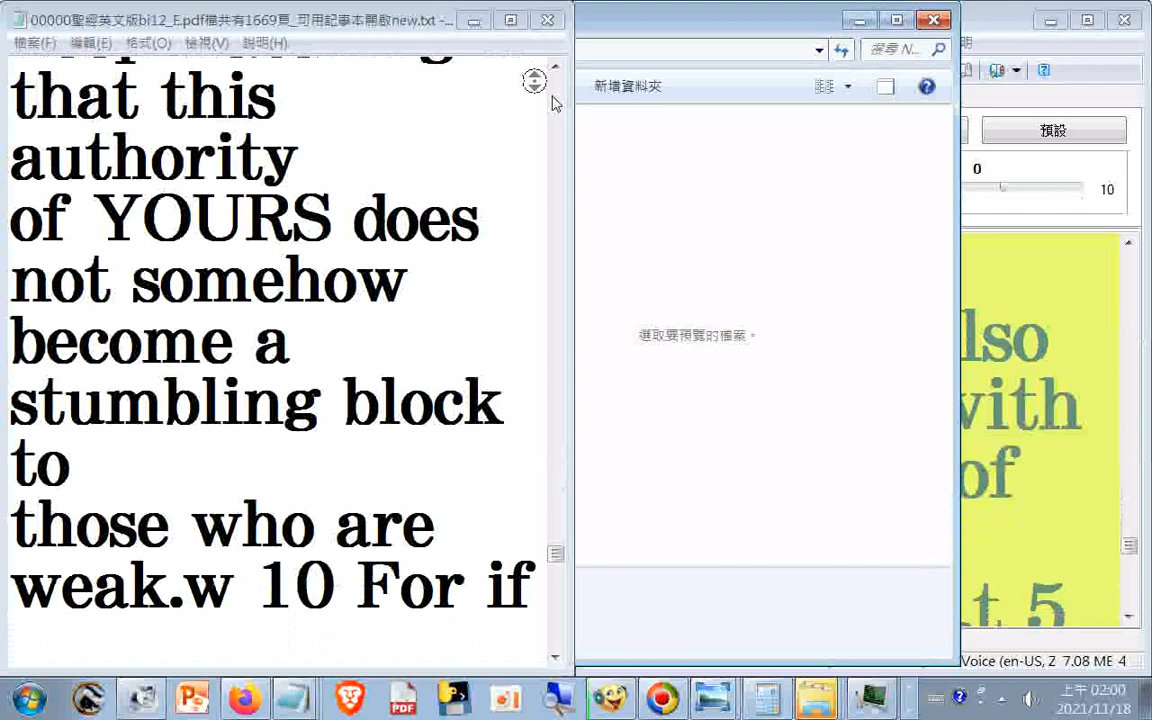 00000聖經英文版bi12_E.pdf檔共有1669頁_可用記事本開啟new.txt -...
檔案(F) 編輯(E) 格式(O) 檢視(V) 說明(H)
that this
authority
of YOURS does
not somehow
become a
stumbling block
to
those who are
weak.w 10 For if
搜尋 N...
新增資料夾
選取要預覽的檔案。
明
預設
0
10
lso
with
of
t 5
Voice (en-US, Z 7.08 ME 4
上午 02:00
2021/11/18